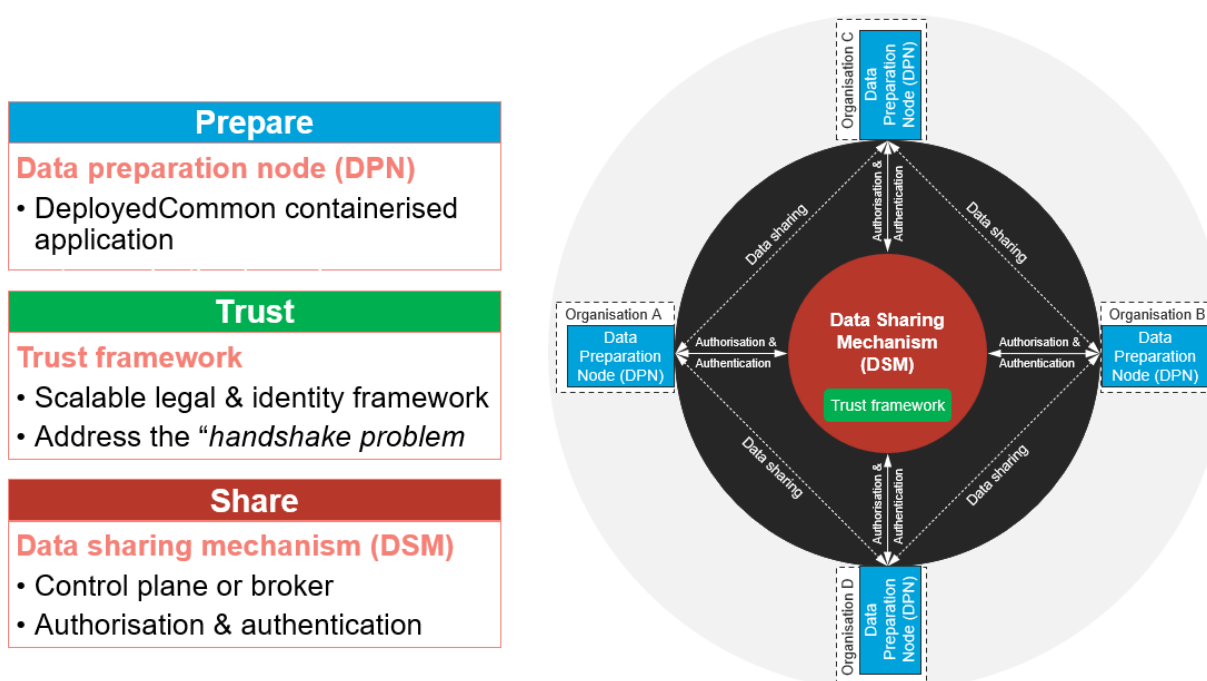 Prepare
Data preparation node (DPN)
• DeployedCommon containerised
application
Trust
Trust framework
• Scalable legal & identity framework
• Address the “handshake problem
Share
Data sharing mechanism (DSM)
• Control plane or broker
• Authorisation & authentication
Organisation C
Data
Preparation
Node (DPN)
Authorisation &
Authentication
Data sharing
Data sharing
Organisation A
Data
Preparation
Node (DPN)
Authorisation &
Authentication
Data Sharing
Mechanism
(DSM)
Trust framework
Authorisation &
Authentication
Organisation B
Data
Preparation
Node (DPN)
Data sharing
Data sharing
Authorisation &
Authentication
Organisation D
Data
Preparation
Node (DPN)